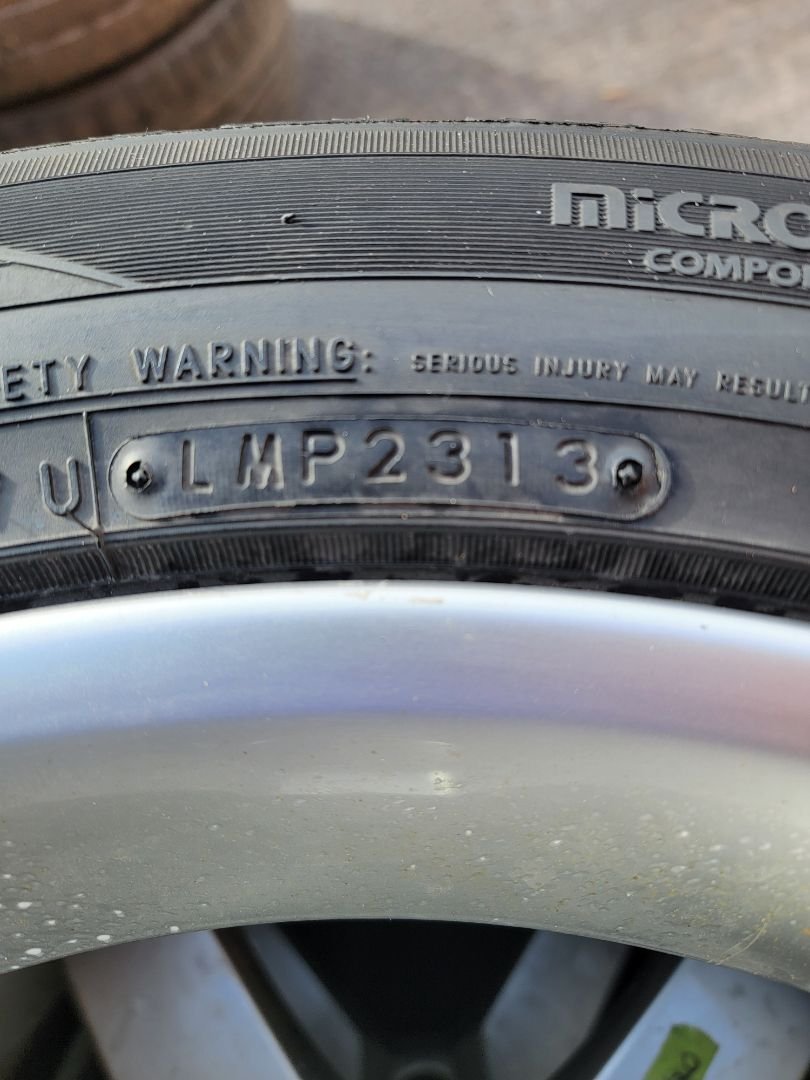 MICRO
COMPO
ETY WARNING: SERIOUS INJURY MAY RESULT
U LMP2313